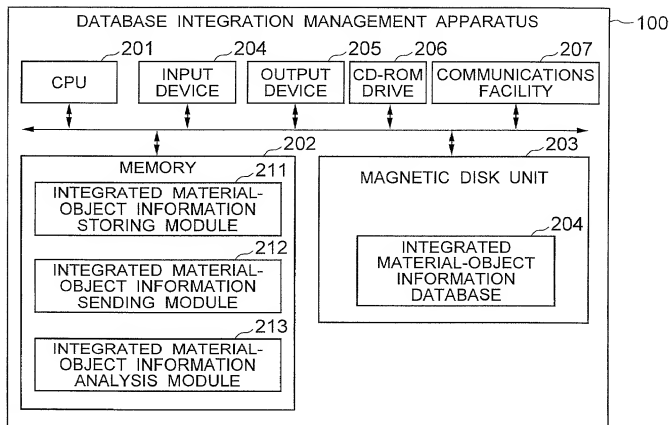 DATABASE INTEGRATION MANAGEMENT APPARATUS
100
201
204
205
206
207
CPU
INPUT
DEVICE
OUTPUT
DEVICE
CD-ROM
DRIVE
COMMUNICATIONS
FACILITY
202
MEMORY
211
INTEGRATED MATERIAL-
OBJECT INFORMATION
STORING MODULE
212
INTEGRATED MATERIAL-
OBJECT INFORMATION
SENDING MODULE
213
INTEGRATED MATERIAL-
OBJECT INFORMATION
ANALYSIS MODULE
203
MAGNETIC DISK UNIT
204
INTEGRATED
MATERIAL-OBJECT
INFORMATION
DATABASE